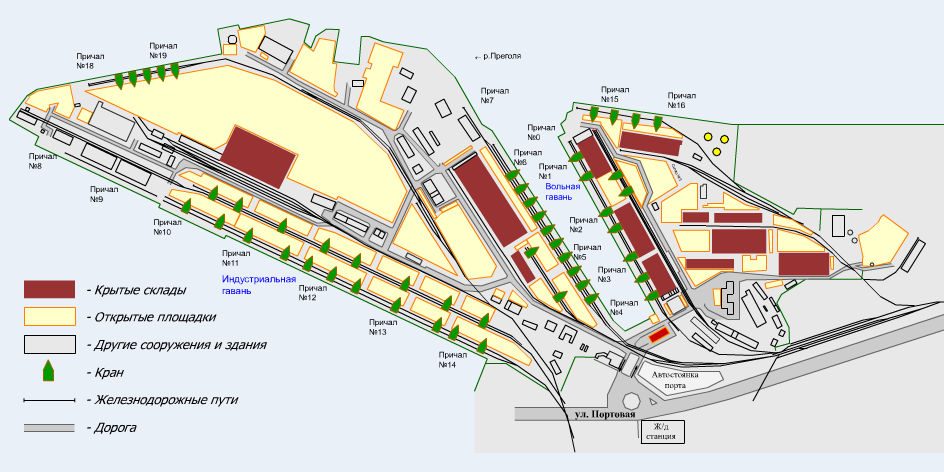 Причал
№18
Причал
№19
← р.Преголя
Причал
№7
Причал
№15
Причал
№16
Причал
№0
Причал
№6
Причал
№1
Вольная
гавань
Причал
№8
Причал
№9
Причал
№10
Причал
№2
Причал
№11
Причал
№5
Индустриальная
гавань
Причал
№3
Причал
№12
Причал
№4
Причал
№13
Причал
№14
- Крытые склады
- Открытые площадки
- Другие сооружения и здания
- Кран
- Железнодорожные пути
- Дорога
Автостоянка
порта
ул. Портовая
Ж/д
станция